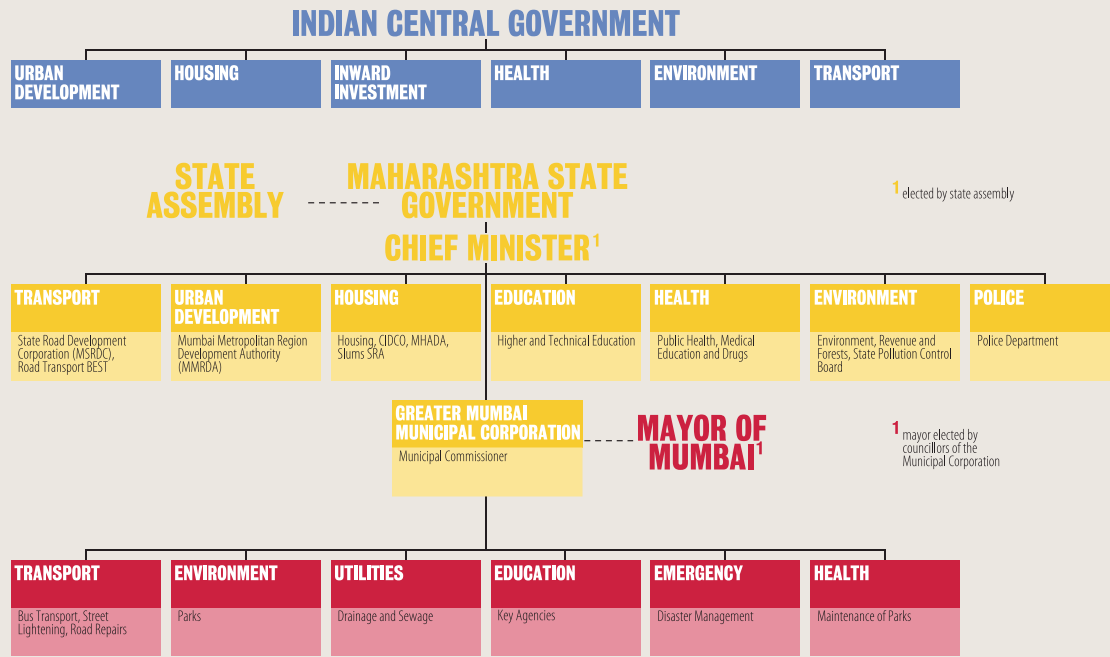 INDIAN CENTRAL GOVERNMENT
URBAN
DEVELOPMENT
HOUSING
INWARD
INVESTMENT
HEALTH
ENVIRONMENT
TRANSPORT
STATE
ASSEMBLY
MAHARASHTRA STATE
GOVERNMENT
1 elected by state assembly
CHIEF MINISTER1
TRANSPORT
State Road Development
Corporation (MSRDC),
Road Transport BEST
URBAN
DEVELOPMENT
Mumbai Metropolitan Region
Development Authority
(MMRDA)
HOUSING
Housing, CIDCO, MHADA,
Slums SRA
EDUCATION
Higher and Technical Education
HEALTH
Public Health, Medical
Education and Drugs
ENVIRONMENT
Environment, Revenue and
Forests, State Pollution Control
Board
POLICE
Police Department
GREATER MUMBAI
MUNICIPAL CORPORATION
Municipal Commissioner
MAYOR OF
MUMBAI1
1 mayor elected by
councillors of the
Municipal Corporation
TRANSPORT
Bus Transport, Street
Lightening, Road Repairs
ENVIRONMENT
Parks
UTILITIES
Drainage and Sewage
EDUCATION
Key Agencies
EMERGENCY
Disaster Management
HEALTH
Maintenance of Parks